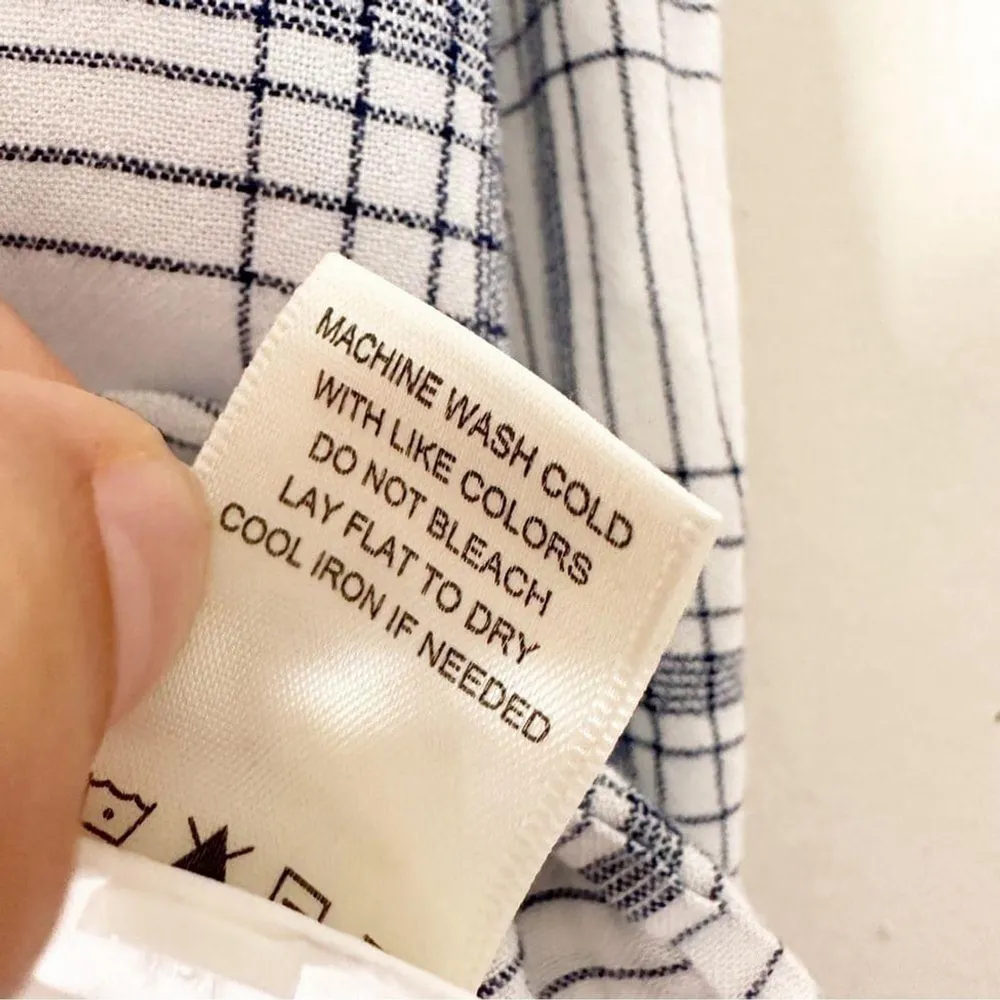 MACHINE WASH COLD
WITH LIKE COLORS
DO NOT BLEACH
LAY FLAT TO DRY
COOL IRON IF NEEDED